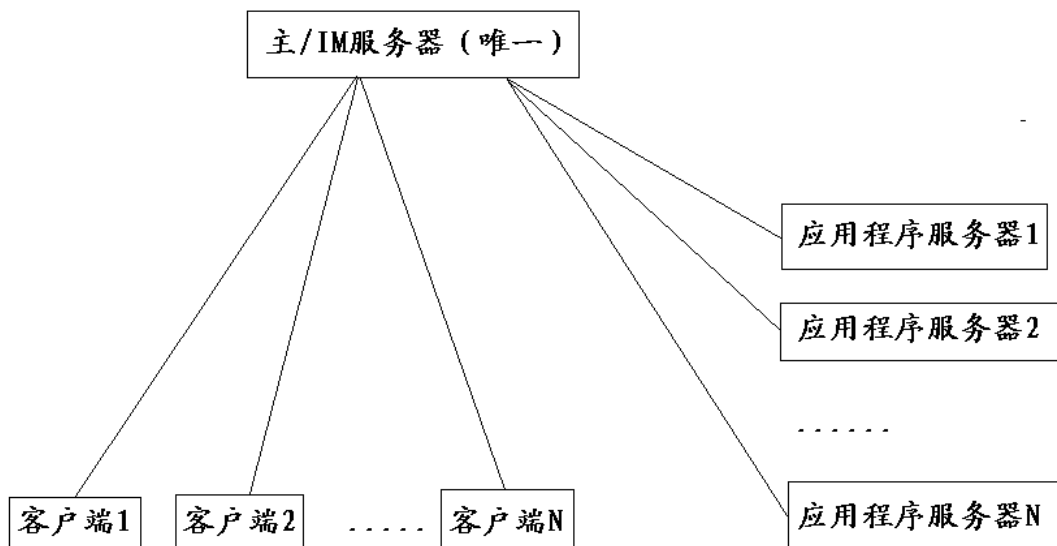 主/IM服务器（唯一）
应用程序服务器1
应用程序服务器2
......
应用程序服务器N
客户端1
客户端2
.....
客户端N